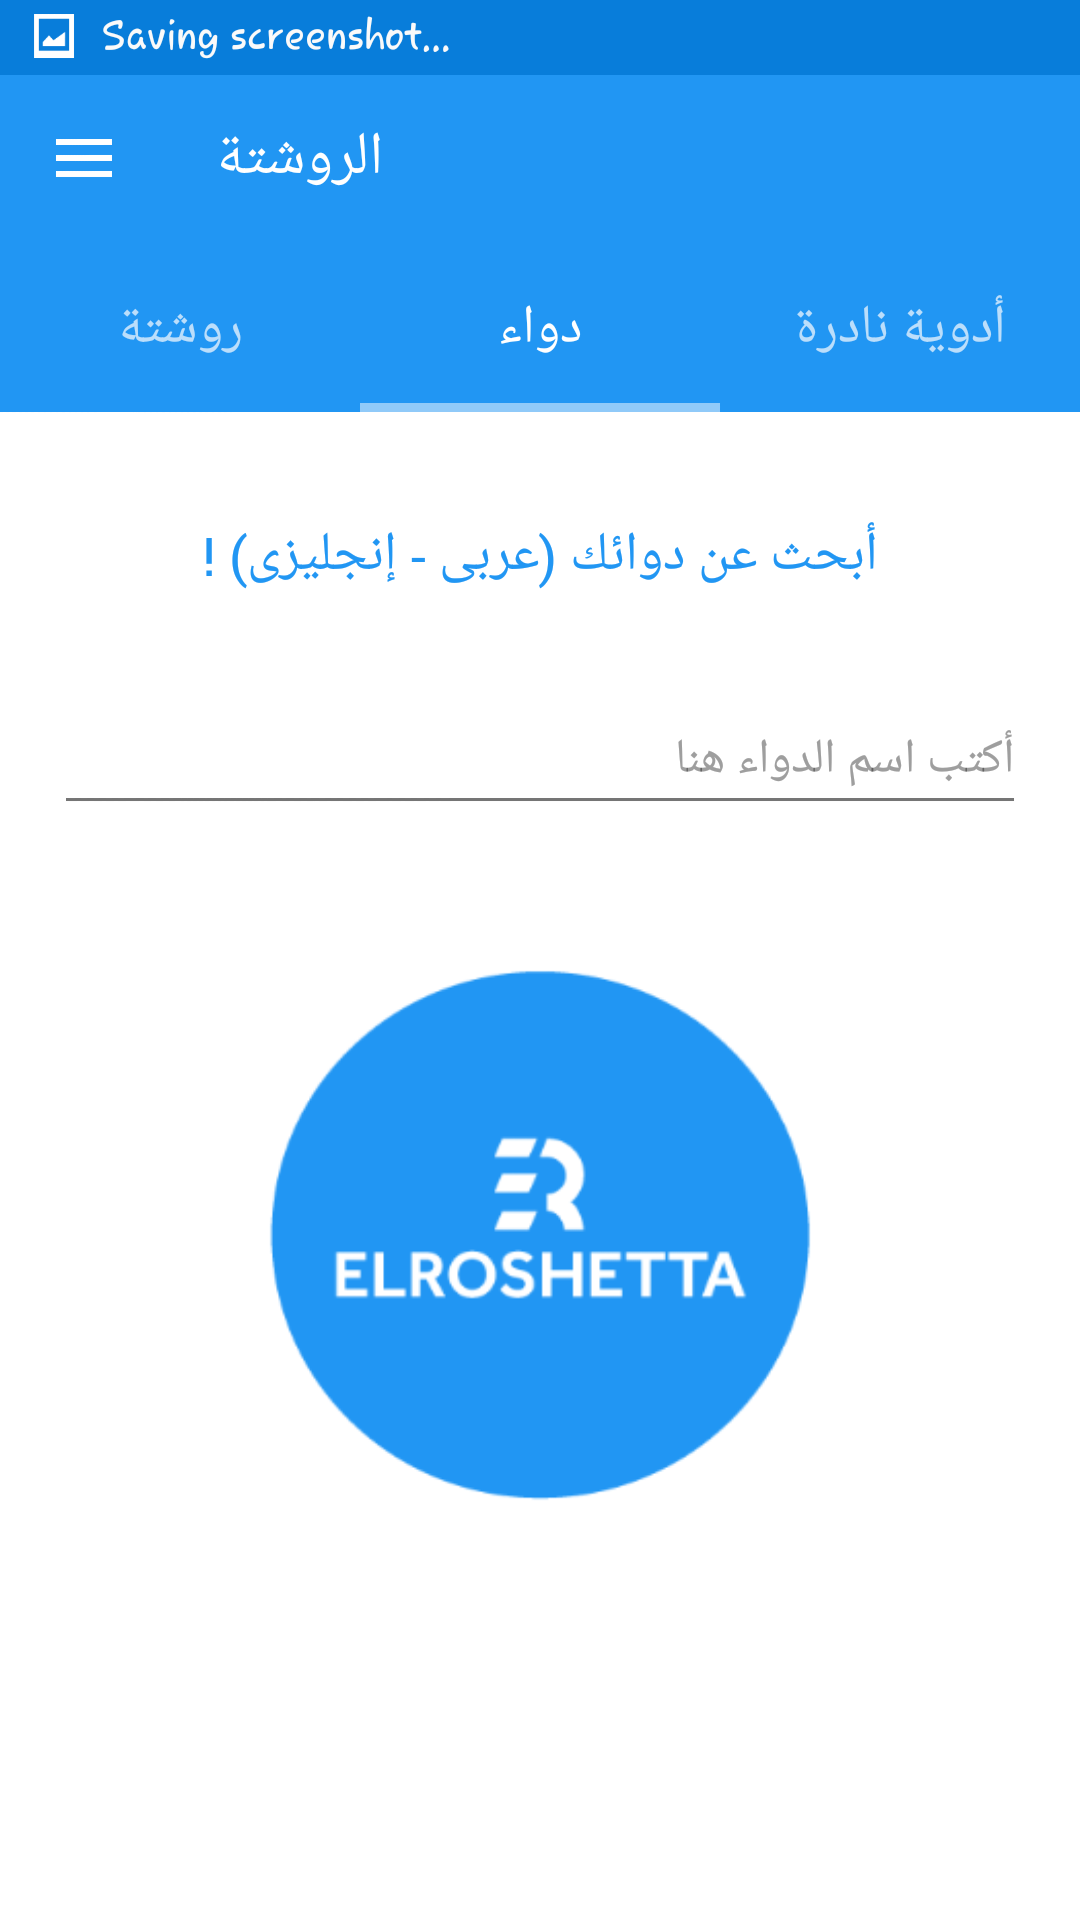 Saving screenshot...
الروشتة
أدوية نادرة
دواء
روشتة
أبحث عن دوائك (عربى - إنجليزى) !
أكتب اسم الدواء هنا
ER
ELROSHETTA